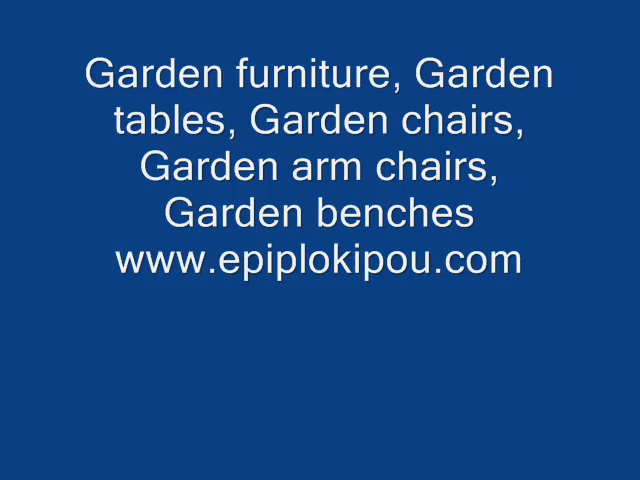 Garden furniture, Garden
tables, Garden chairs,
Garden arm chairs,
Garden benches
www.epiplokipou.com